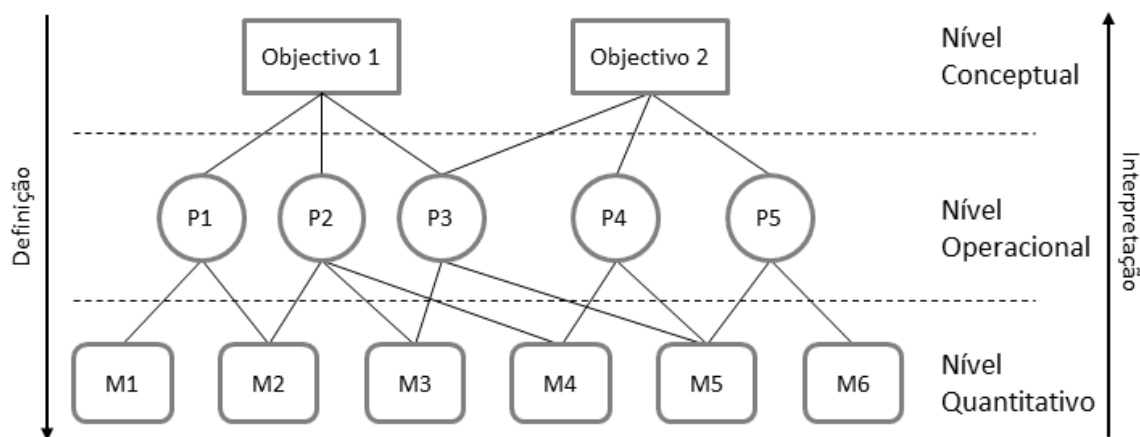 Objectivo 1
Objectivo 2
Nível
Conceptual
Definição
P1
P2
P3
P4
P5
Nível
Operacional
Interpretação
M1
M2
M3
M4
M5
M6
Nível
Quantitativo